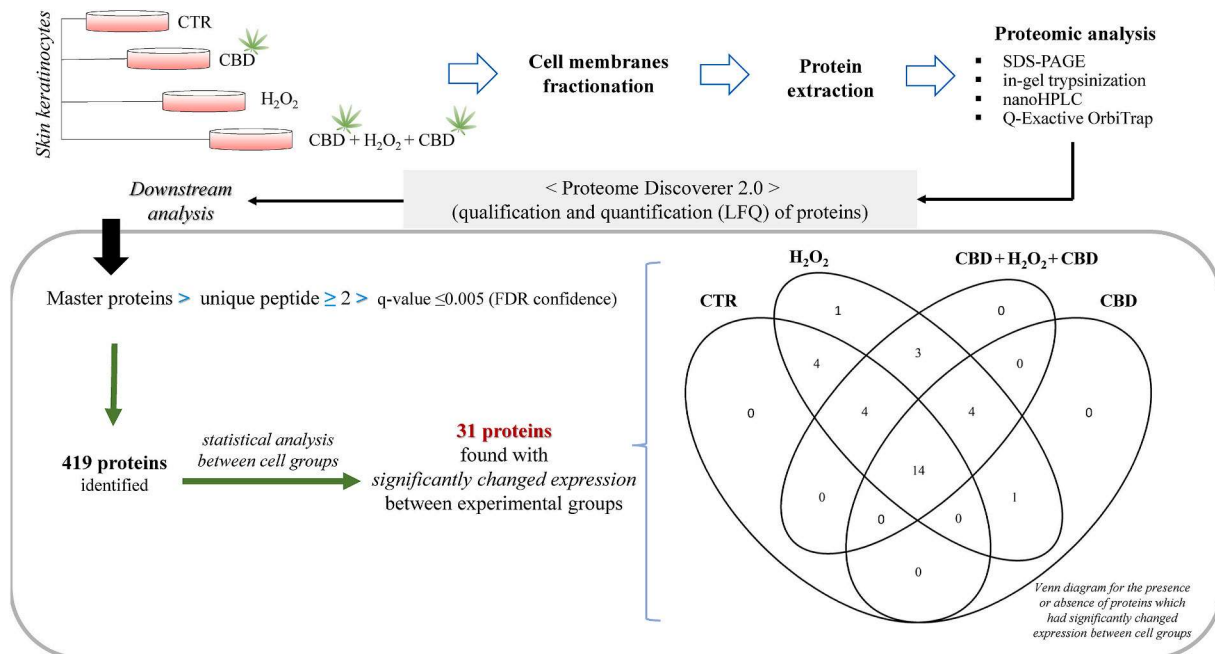 Skin keratinocytes
CTR
CBD
H₂O₂
CBD + H₂O₂ + CBD
Cell membranes
fractionation
Protein
extraction
Proteomic analysis
▪ SDS-PAGE
▪ in-gel trypsinization
▪ nanoHPLC
▪ Q-Exactive OrbiTrap
Downstream
analysis
< Proteome Discoverer 2.0 >
(qualification and quantification (LFQ) of proteins)
Master proteins > unique peptide ≥ 2 > q-value ≤0.005 (FDR confidence)
419 proteins
identified
statistical analysis
between cell groups
31 proteins
found with
significantly changed expression
between experimental groups
H₂O₂
CBD + H₂O₂ + CBD
CTR
CBD
1
0
4
3
0
0
4
4
0
14
0
1
0
0
0
Venn diagram for the presence
or absence of proteins which
had significantly changed
expression between cell groups